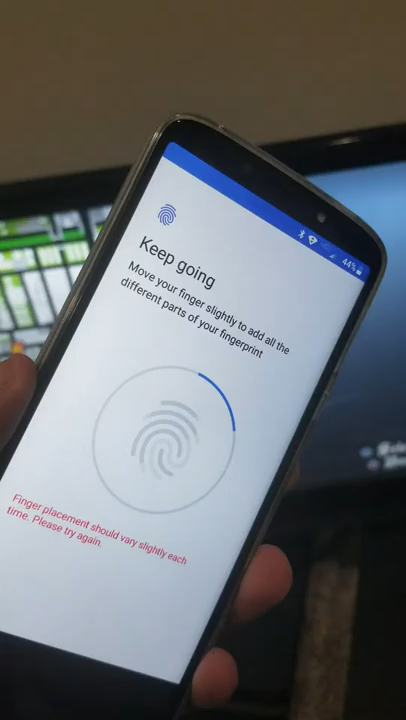 44%
Keep going
Move your finger slightly to add all the
different parts of your fingerprint
Finger placement should vary slightly each
time. Please try again.